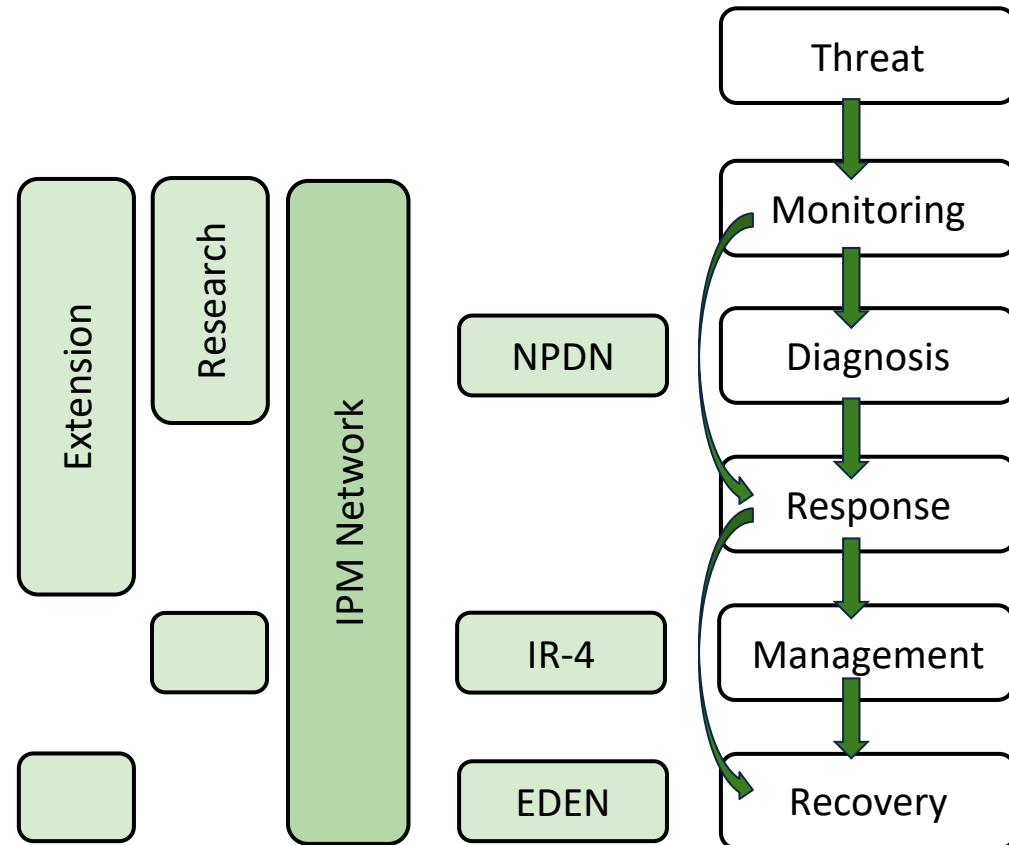 Threat
Monitoring
Extension
Research
IPM Network
NPDN
Diagnosis
Response
IR-4
Management
EDEN
Recovery